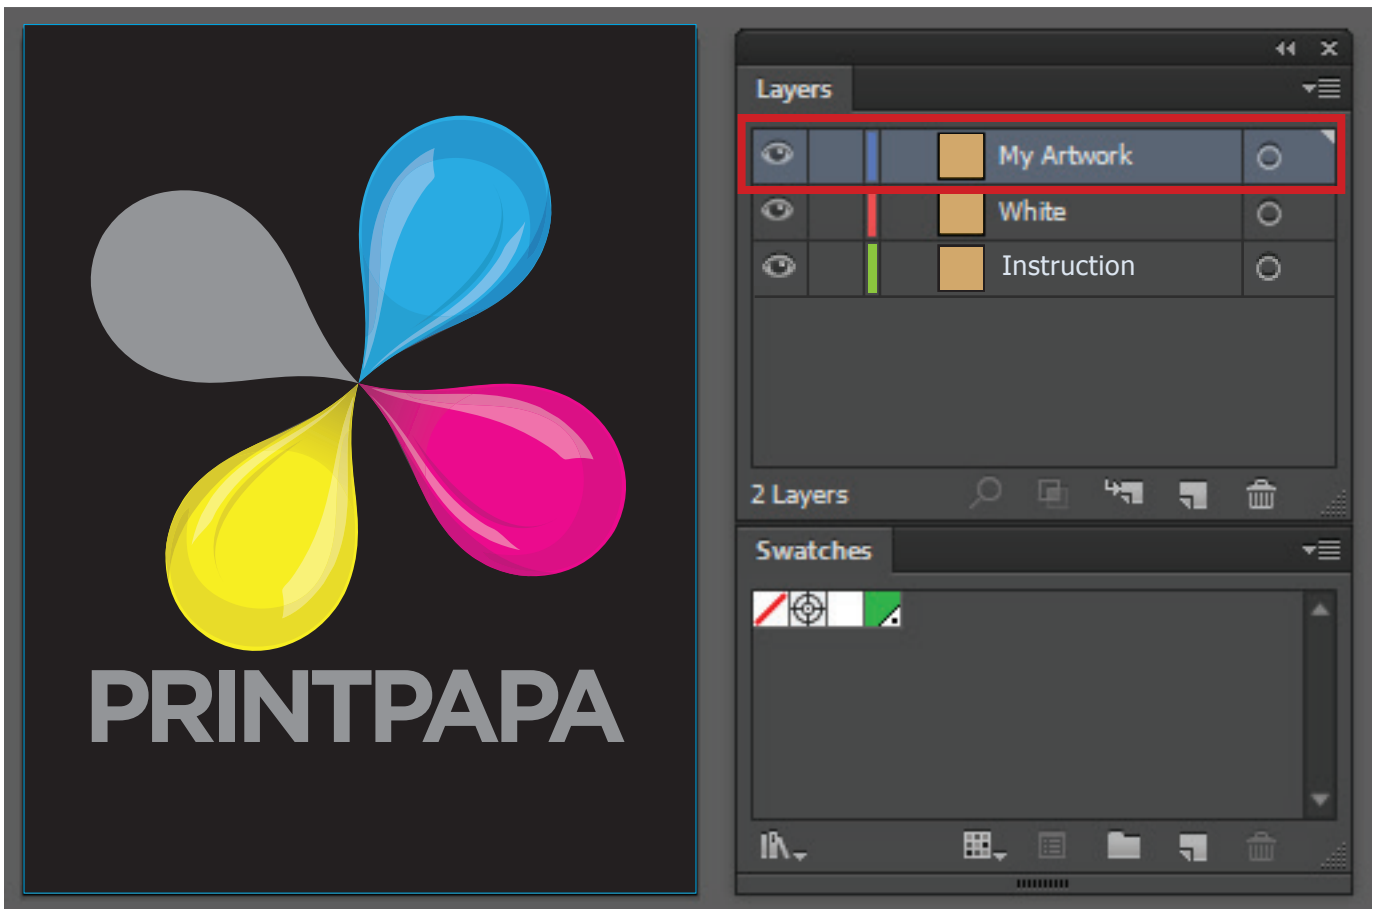 PRINTPAPA
Layers
My Artwork
White
Instruction
2 Layers
Swatches